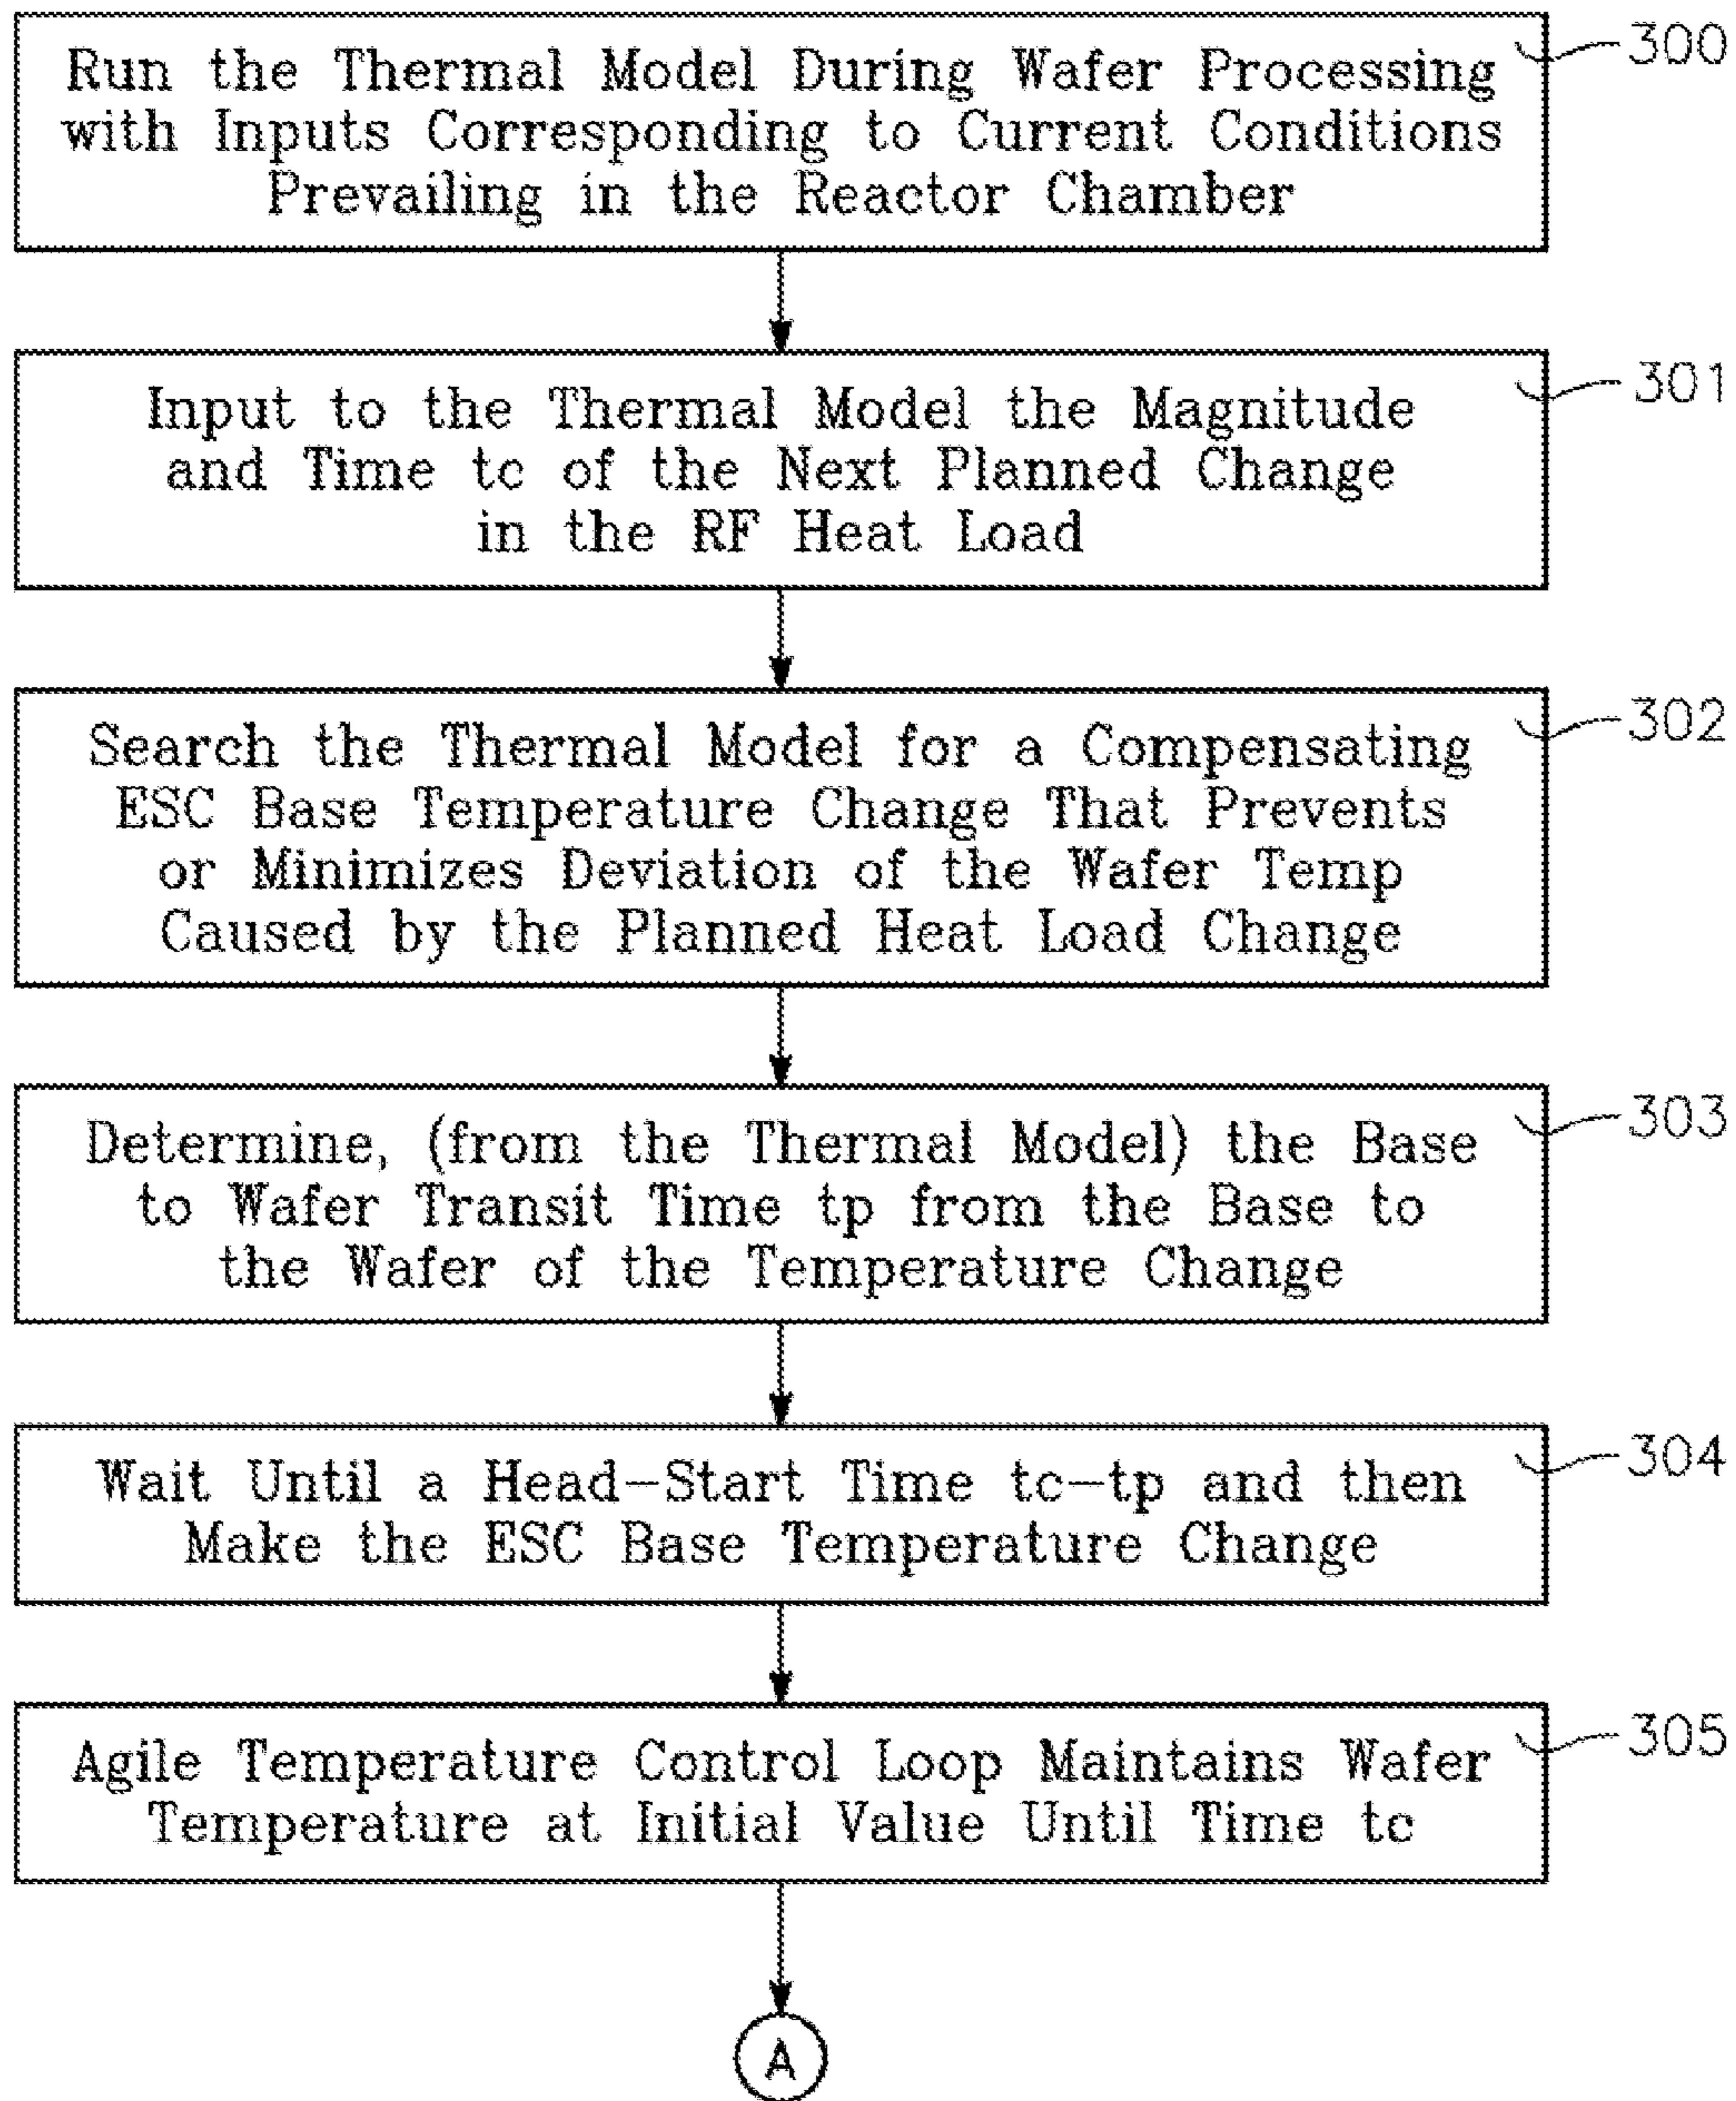 Run the Thermal Model During Wafer Processing
with Inputs Corresponding to Current Conditions
Prevailing in the Reactor Chamber
300
Input to the Thermal Model the Magnitude
and Time tc of the Next Planned Change
in the RF Heat Load
301
Search the Thermal Model for a Compensating
ESC Base Temperature Change That Prevents
or Minimizes Deviation of the Wafer Temp
Caused by the Planned Heat Load Change
302
Determine, (from the Thermal Model) the Base
to Wafer Transit Time tp from the Base to
the Wafer of the Temperature Change
303
Wait Until a Head-Start Time tc-tp and then
Make the ESC Base Temperature Change
304
Agile Temperature Control Loop Maintains Wafer
Temperature at Initial Value Until Time tc
305
A